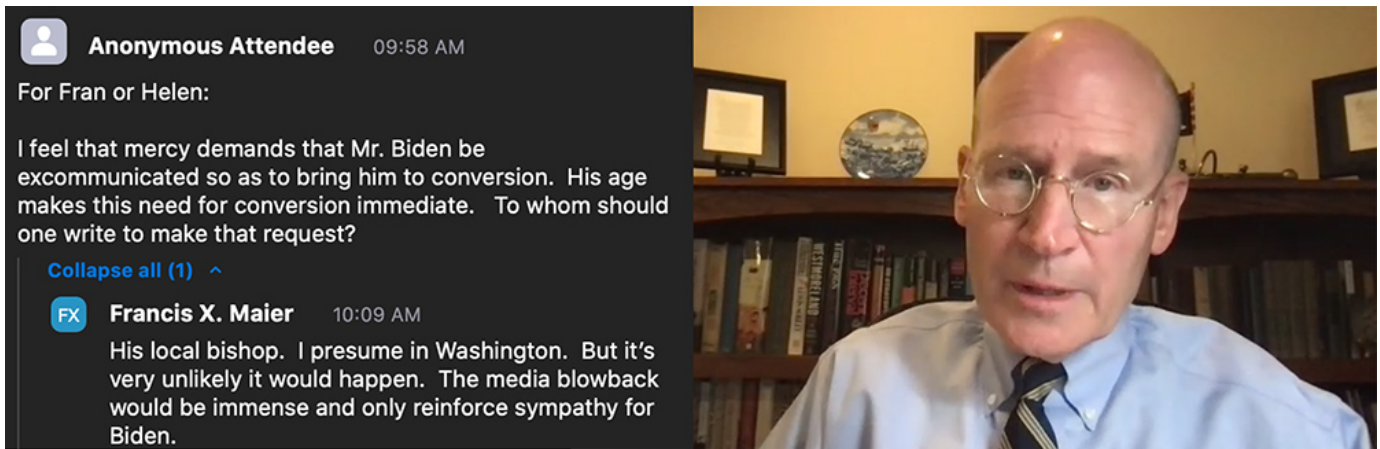 Anonymous Attendee 09:58 AM
For Fran or Helen:
I feel that mercy demands that Mr. Biden be
excommunicated so as to bring him to conversion. His age
makes this need for conversion immediate. To whom should
one write to make that request?
Collapse all (1)
FX Francis X. Maier 10:09 AM
His local bishop. I presume in Washington. But it's
very unlikely it would happen. The media blowback
would be immense and only reinforce sympathy for
Biden.
WESTMORELAND